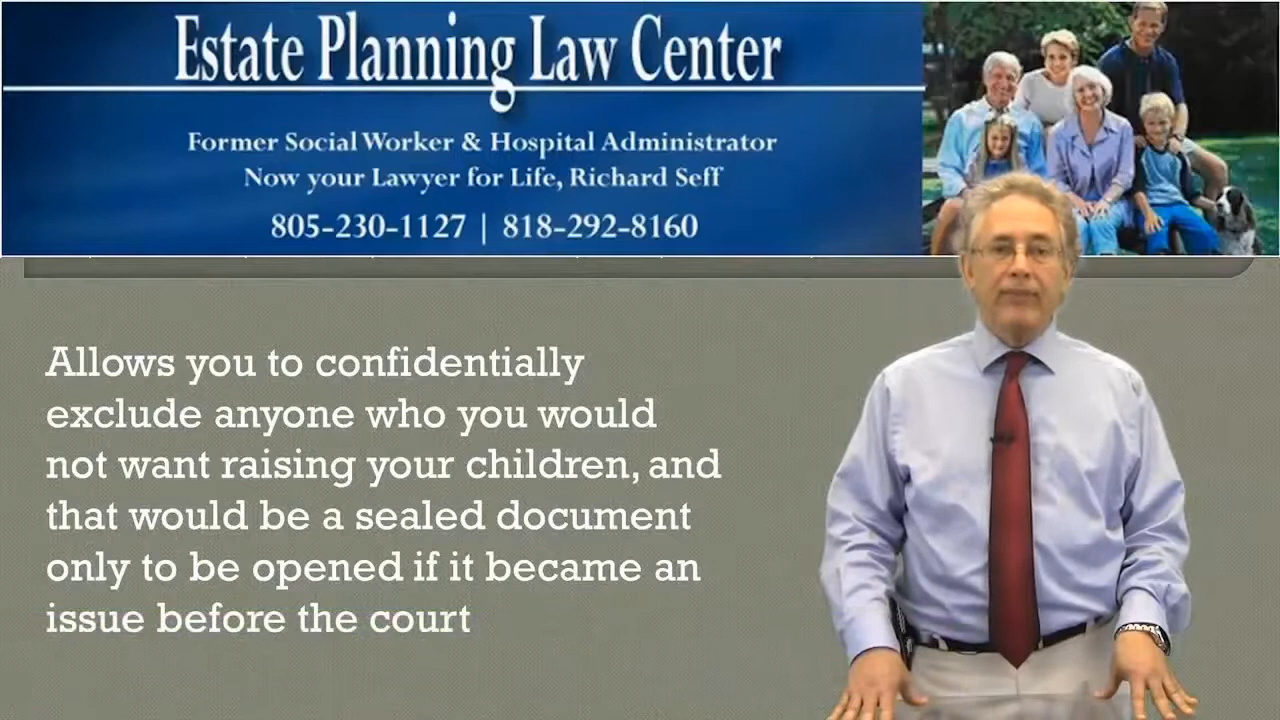 Estate Planning Law Center
Former Social Worker & Hospital Administrator
Now your Lawyer for Life, Richard Seff
805-230-1127 | 818-292-8160
Allows you to confidentially
exclude anyone who you would
not want raising your children, and
that would be a sealed document
only to be opened if it became an
issue before the court